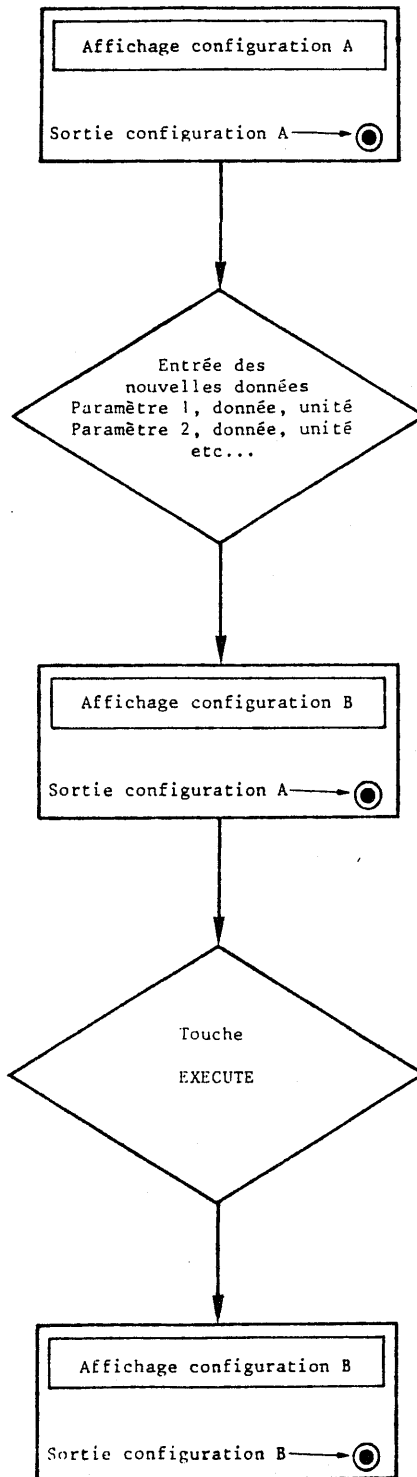 Affichage configuration A
Sortie configuration A
Entrée des
nouvelles données
Paramètre 1, donnée, unité
Paramètre 2, donnée, unité
etc...
Affichage configuration B
Sortie configuration A
Touche
EXECUTE
Affichage configuration B
Sortie configuration B